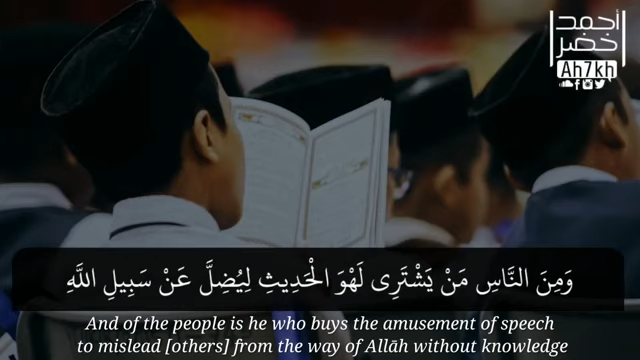 أحمد
خضر
Ah7kh
وَمِنَ النَّاسِ مَنْ يَشْتَرِى لَهْوَ الْحَدِيثِ لِيُضِلَّ عَنْ سَبِيلِ اللَّهِ
And of the people is he who buys the amusement of speech
to mislead [others] from the way of Allāh without knowledge